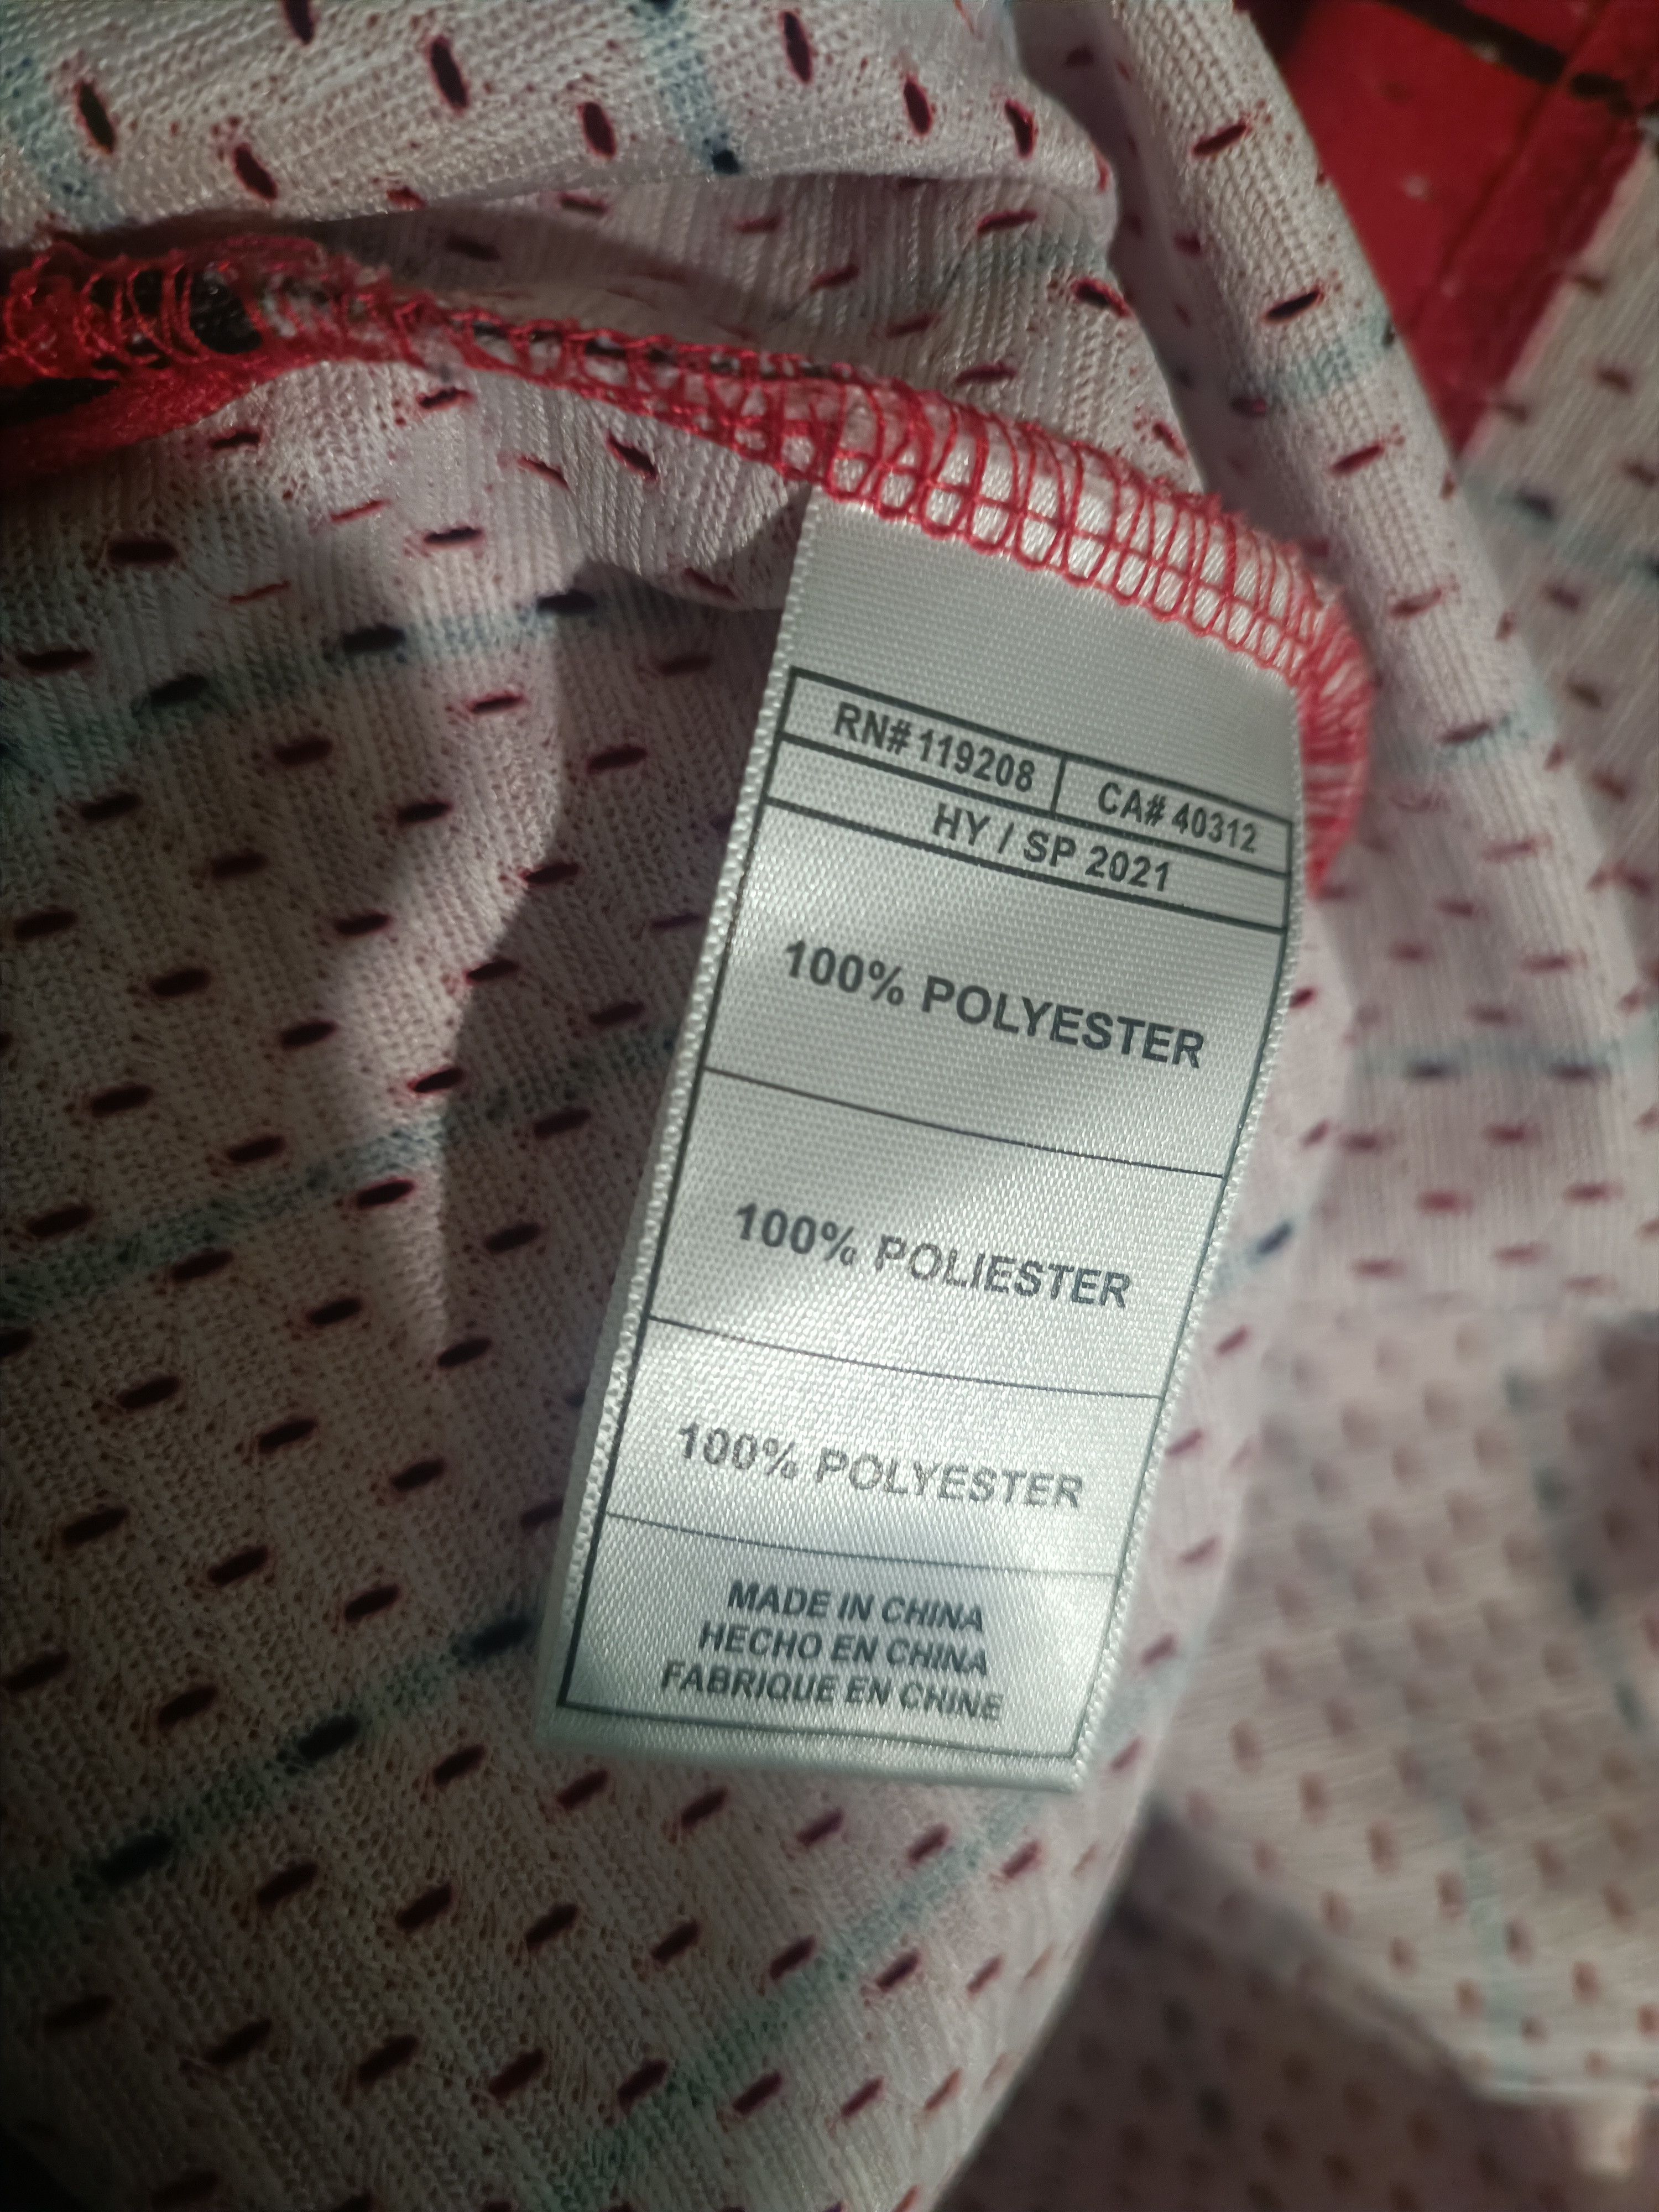 RN# 119208 CA# 40312
HY / SP 2021
100% POLYESTER
100% POLIESTER
100% POLYESTER
MADE IN CHINA
HECHO EN CHINA
FABRIQUE EN CHINE